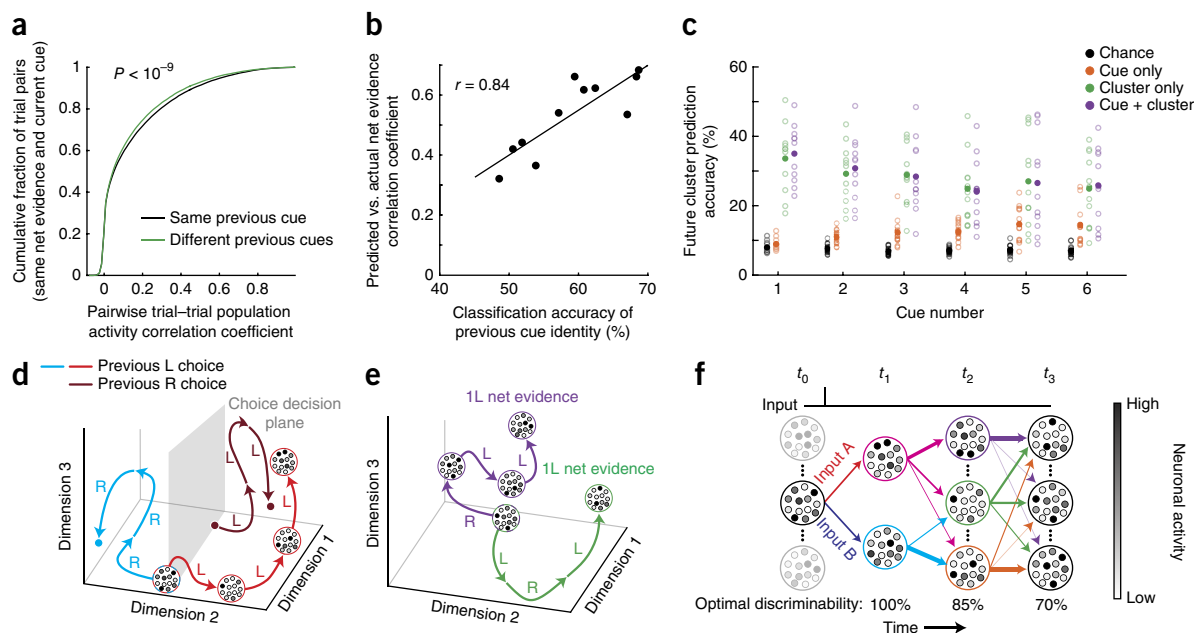 a
Cumulative fraction of trial pairs
(same net evidence and current cue)
1
0.8
0.6
0.4
0.2
0
P < 10–9
Same previous cue
Different previous cues
0 0.2 0.4 0.6 0.8 1
Pairwise trial–trial population
activity correlation coefficient
b
Predicted vs. actual net evidence
correlation coefficient
0.6
0.4
0.2
0
r = 0.84
40 50 60 70
Classification accuracy of
previous cue identity (%)
c
Future cluster prediction
accuracy (%)
60
40
20
0
Chance
Cue only
Cluster only
Cue + cluster
1 2 3 4 5 6
Cue number
d
Previous L choice
Previous R choice
Choice decision
plane
Dimension 3
R
R
R
L
L
L
L
L
L
Dimension 2
Dimension 1
e
1L net evidence
1L net evidence
Dimension 3
L
L
R
L
R
L
Dimension 2
Dimension 1
f
t0 t1 t2 t3
Input
Input A
Input B
Optimal discriminability: 100% 85% 70%
Time
High
Low
Neuronal activity